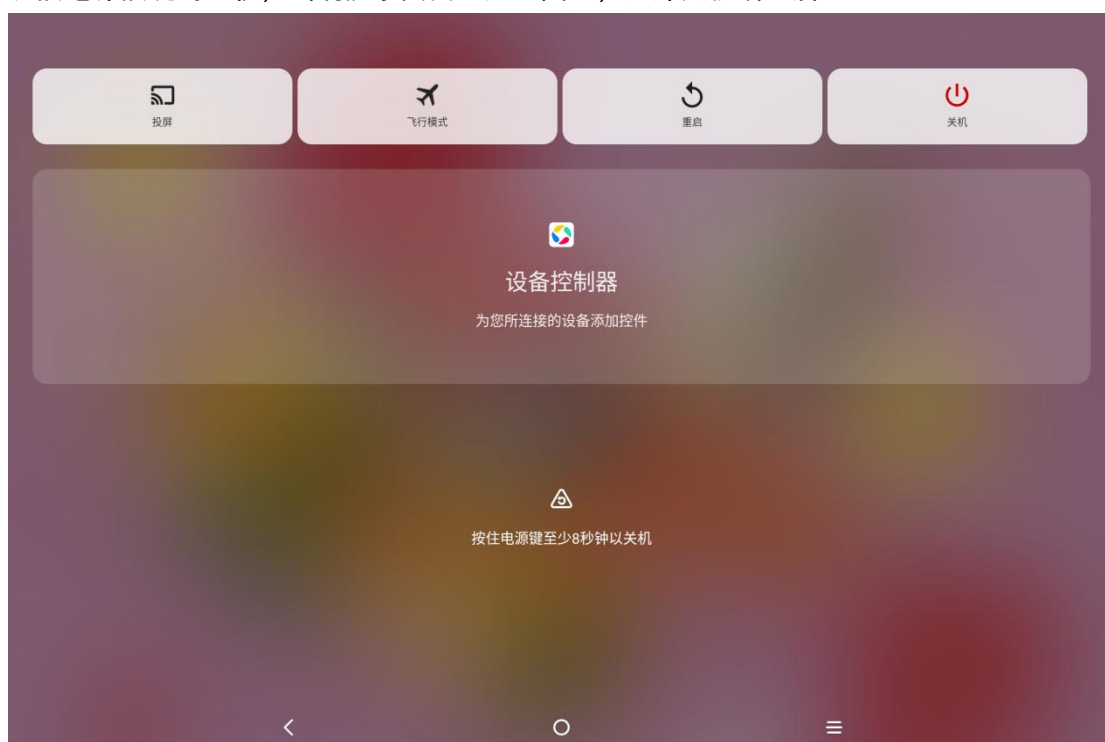 投屏
飞行模式
重启
关机
设备控制器
为您所连接的设备添加控件
按住电源键至少8秒钟以关机